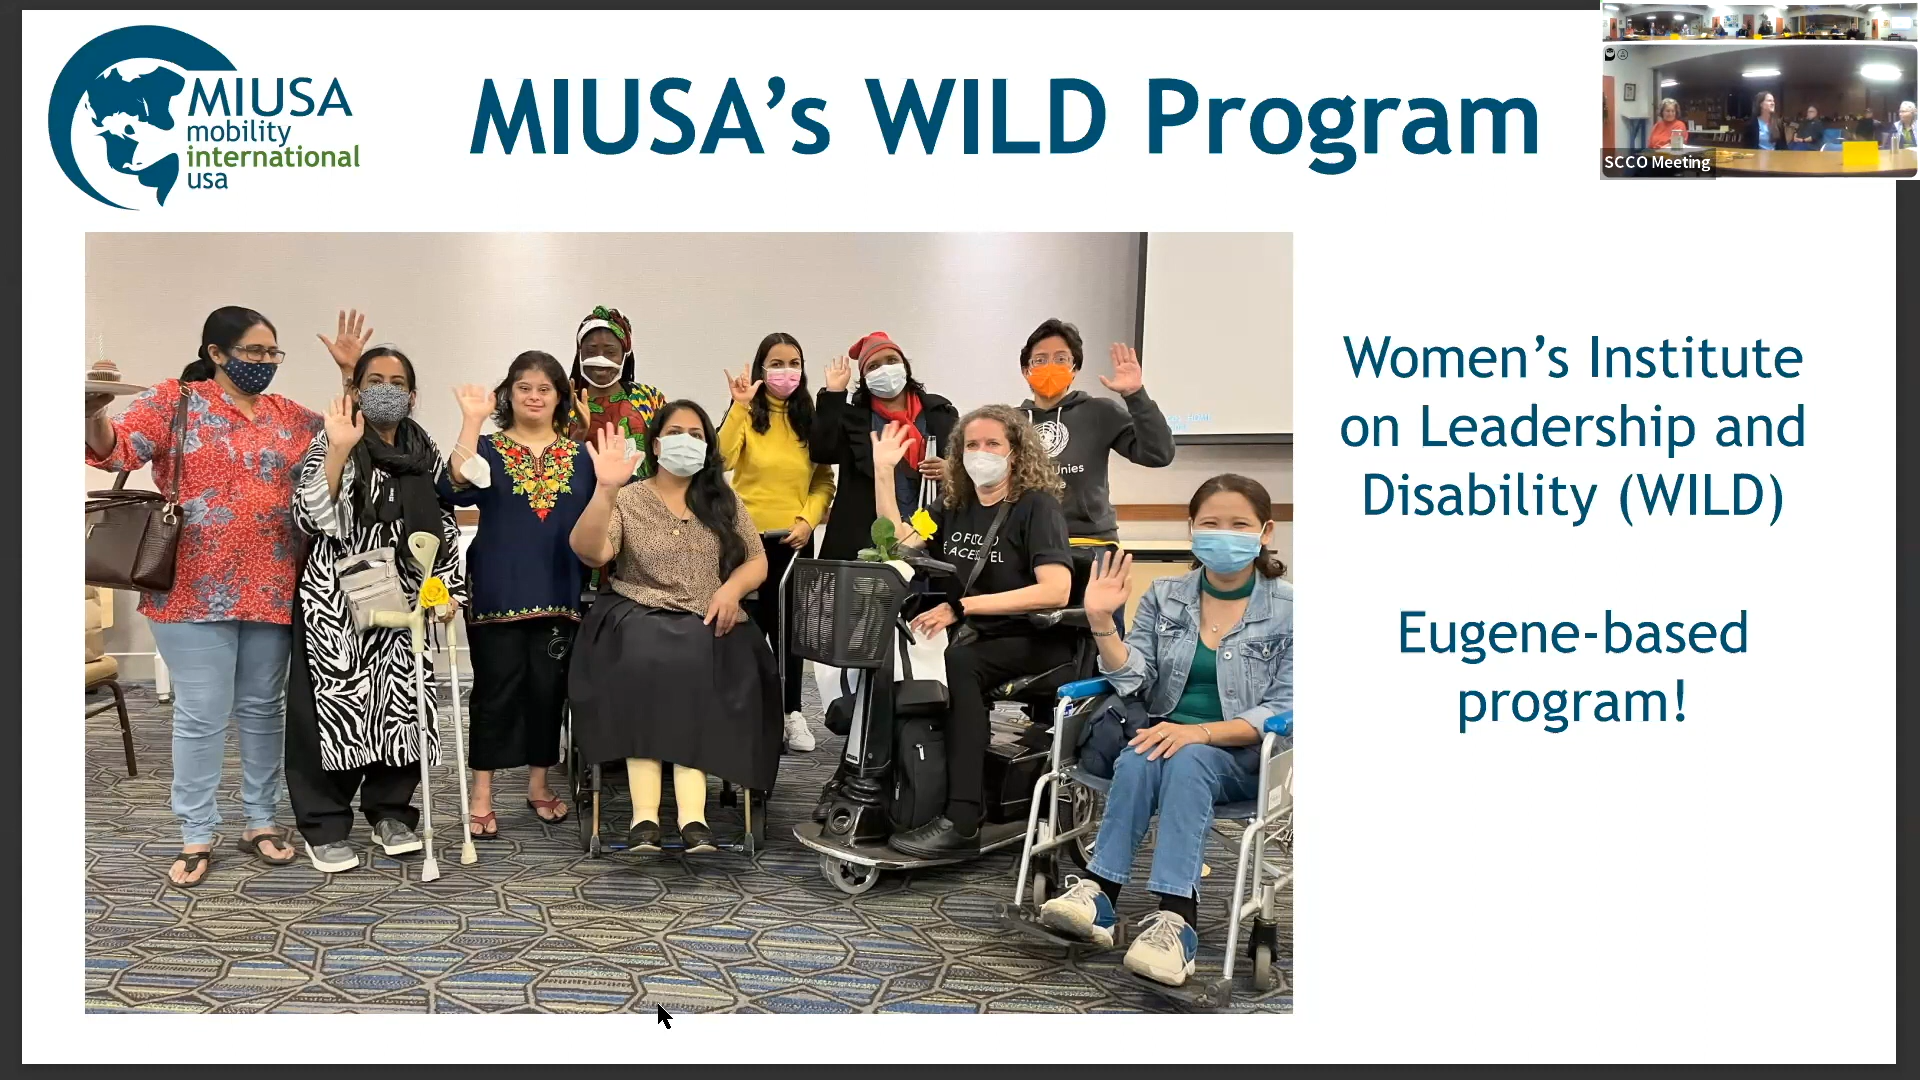 MIUSA
mobility
international
usa
MIUSA's WILD Program
SCCO Meeting
Women's Institute
on Leadership and
Disability (WILD)
Eugene-based
program!